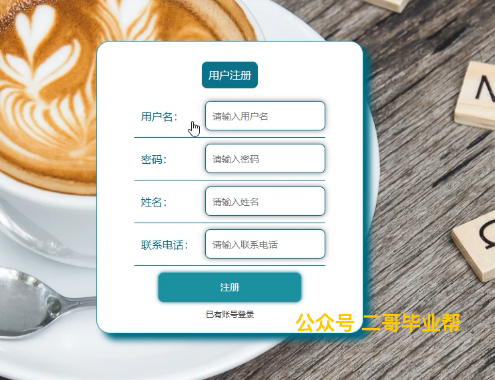 用户注册
用户名： 请输入用户名
密码： 请输入密码
姓名： 请输入姓名
联系电话： 请输入联系电话
注册
已有账号登录
公众号 二哥毕业帮
N
S